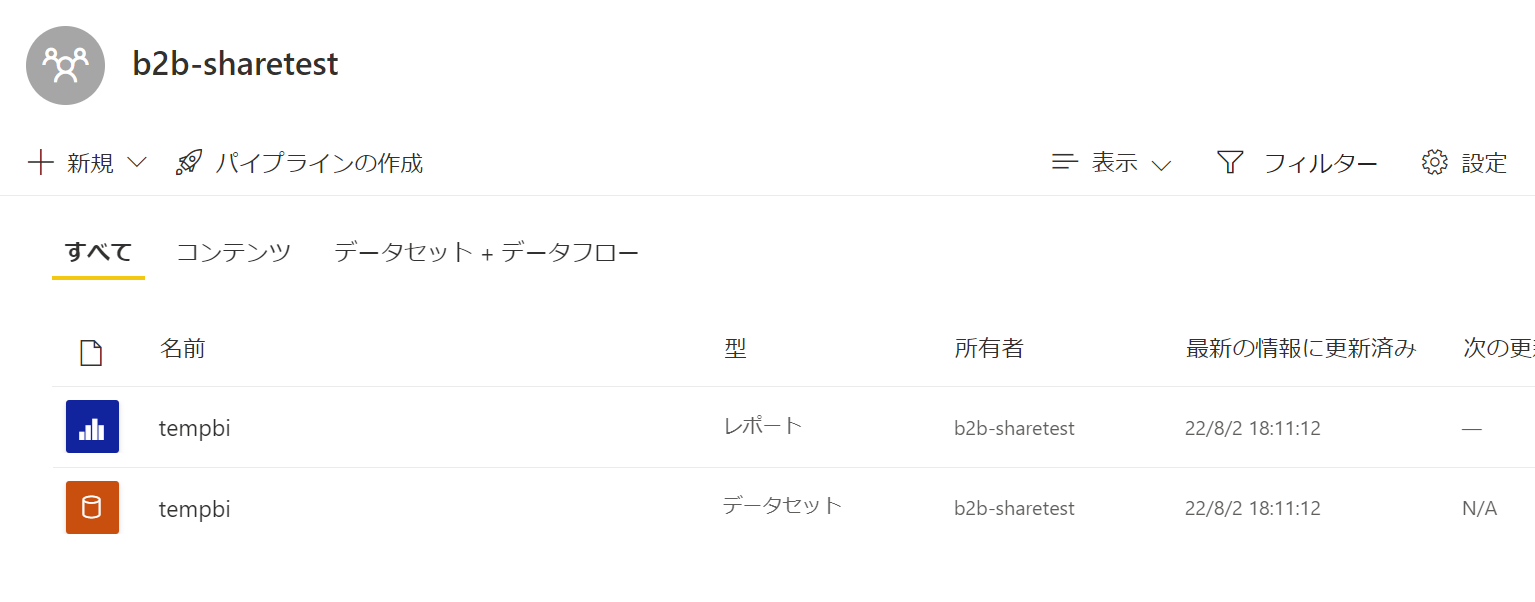 b2b-sharetest
新規 パイプラインの作成 表示 フィルター 設定
すべて コンテンツ データセット + データフロー
名前 型 所有者 最新の情報に更新済み 次の更
tempbi レポート b2b-sharetest 22/8/2 18:11:12 —
tempbi データセット b2b-sharetest 22/8/2 18:11:12 N/A